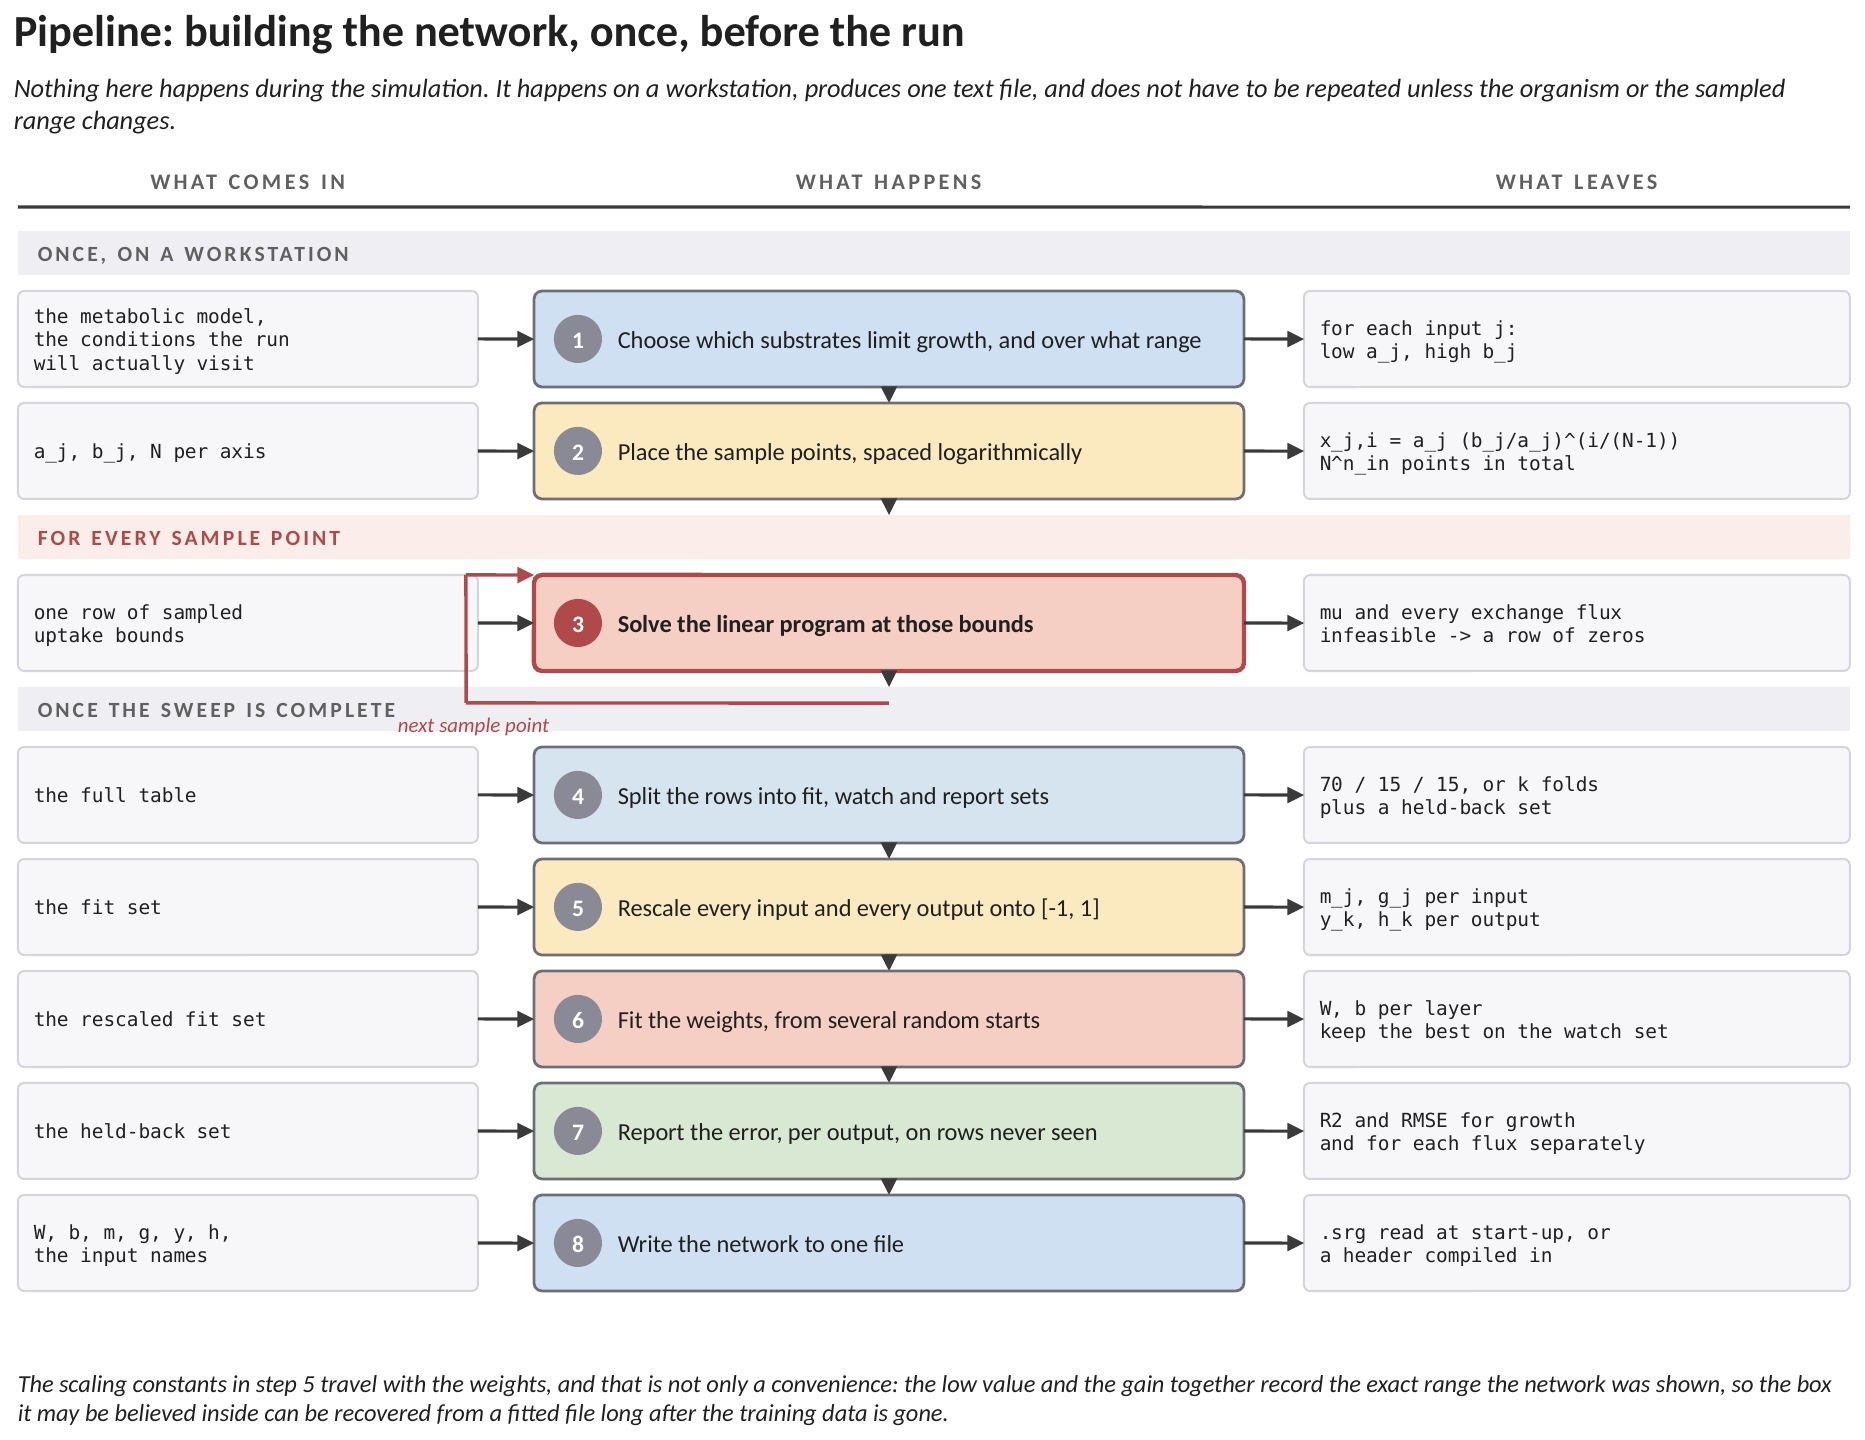 Pipeline: building the network, once, before the run
Nothing here happens during the simulation. It happens on a workstation, produces one text file, and does not have to be repeated unless the organism or the sampled
range changes.
WHAT COMES IN
WHAT HAPPENS
WHAT LEAVES
ONCE, ON A WORKSTATION
the metabolic model,
the conditions the run
will actually visit
1
Choose which substrates limit growth, and over what range
for each input j:
low a_j, high b_j
a_j, b_j, N per axis
2
Place the sample points, spaced logarithmically
x_j,i = a_j (b_j/a_j)^(i/(N-1))
N^n_in points in total
FOR EVERY SAMPLE POINT
one row of sampled
uptake bounds
3
Solve the linear program at those bounds
mu and every exchange flux
infeasible -> a row of zeros
ONCE THE SWEEP IS COMPLETE
next sample point
the full table
4
Split the rows into fit, watch and report sets
70 / 15 / 15, or k folds
plus a held-back set
the fit set
5
Rescale every input and every output onto [-1, 1]
m_j, g_j per input
y_k, h_k per output
the rescaled fit set
6
Fit the weights, from several random starts
W, b per layer
keep the best on the watch set
the held-back set
7
Report the error, per output, on rows never seen
R2 and RMSE for growth
and for each flux separately
W, b, m, g, y, h,
the input names
8
Write the network to one file
.srg read at start-up, or
a header compiled in
The scaling constants in step 5 travel with the weights, and that is not only a convenience: the low value and the gain together record the exact range the network was shown, so the box
it may be believed inside can be recovered from a fitted file long after the training data is gone.